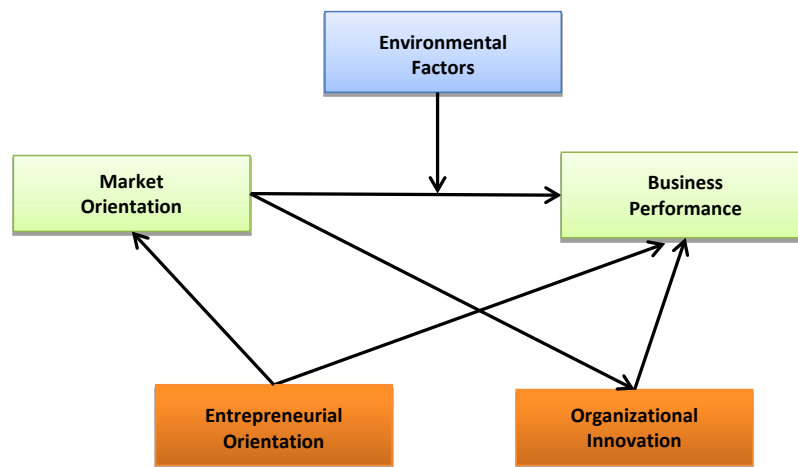 Environmental
Factors
Market
Orientation
Business
Performance
Entrepreneurial
Orientation
Organizational
Innovation